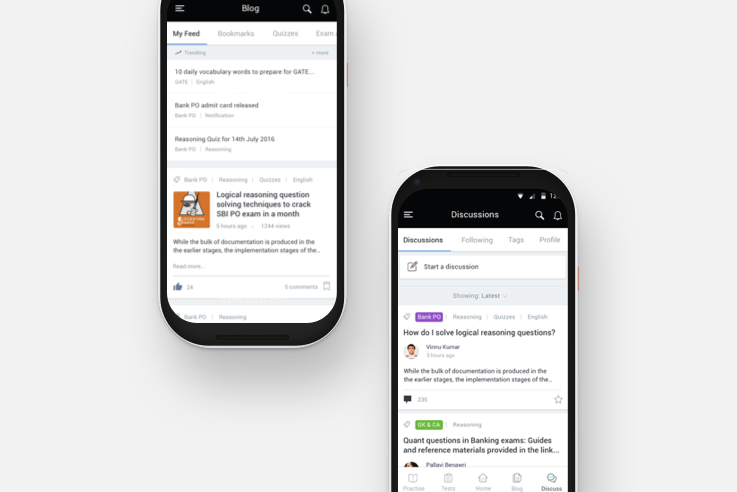 Blog
My Feed Bookmarks Quizzes Exam
Trending + more
10 daily vocabulary words to prepare for GATE...
GATE | English
Bank PO admit card released
Bank PO | Notification
Reasoning Quiz for 14th July 2016
Bank PO | Reasoning
Bank PO | Reasoning | Quizzes | English
Logical reasoning question
solving techniques to crack
SBI PO exam in a month
5 hours ago - 1244 views
While the bulk of documentation is produced in the
the earlier stages, the implementation stages of the..
Read more...
24 5 comments
Bank PO | Reasoning
12:
Discussions
Discussions Following Tags Profile
Start a discussion
Showing: Latest
Bank PO Reasoning | Quizzes | English
How do I solve logical reasoning questions?
Vinnu Kumar
3 hours ago
While the bulk of documentation is produced in the
the earlier stages, the implementation stages of the..
235
GK & CA Reasoning
Quant questions in Banking exams: Guides
and reference materials provided in the link...
Pallavi Benawri
Practise Tests Home Blog Discuss